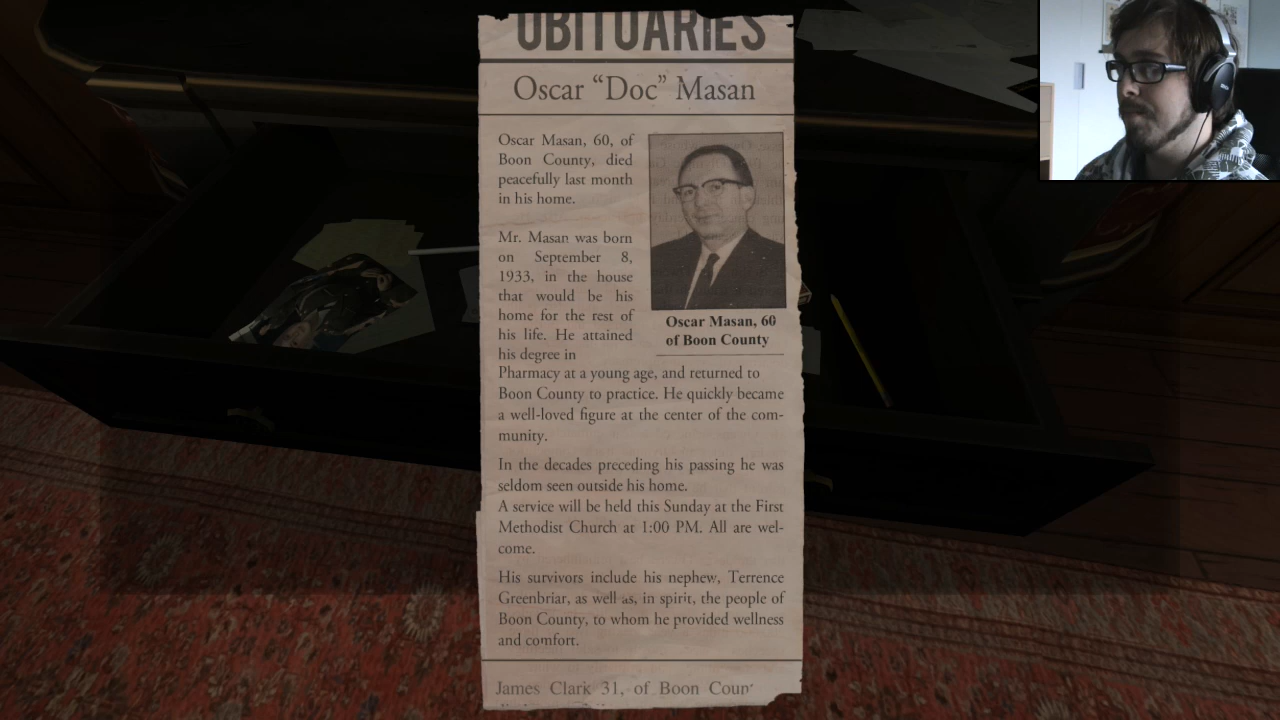 OBITUARIES
Oscar “Doc” Masan
Oscar Masan, 60, of
Boon County, died
peacefully last month
in his home.
Mr. Masan was born
on September 8,
1933, in the house
that would be his
home for the rest of
his life. He attained
his degree in
Pharmacy at a young age, and returned to
Boon County to practice. He quickly became
a well-loved figure at the center of the com-
munity.
In the decades preceding his passing he was
seldom seen outside his home.
A service will be held this Sunday at the First
Methodist Church at 1:00 PM. All are wel-
come.
His survivors include his nephew, Terrence
Greenbriar, as well as, in spirit, the people of
Boon County, to whom he provided wellness
and comfort.
Oscar Masan, 60
of Boon County
James Clark 31, of Boon